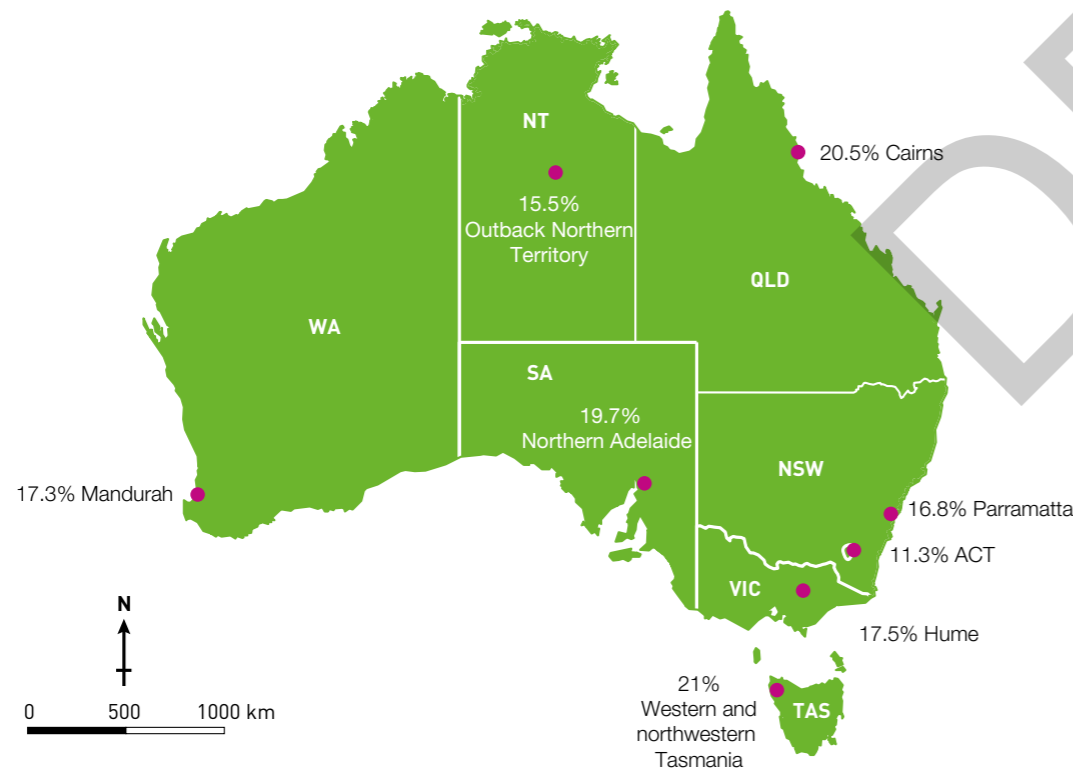 NT
20.5% Cairns
15.5%
Outback Northern
Territory
QLD
WA
SA
19.7%
Northern Adelaide
NSW
17.3% Mandurah
16.8% Parramatta
11.3% ACT
VIC
17.5% Hume
N
0 500 1000 km
21%
Western and
northwestern
Tasmania
TAS